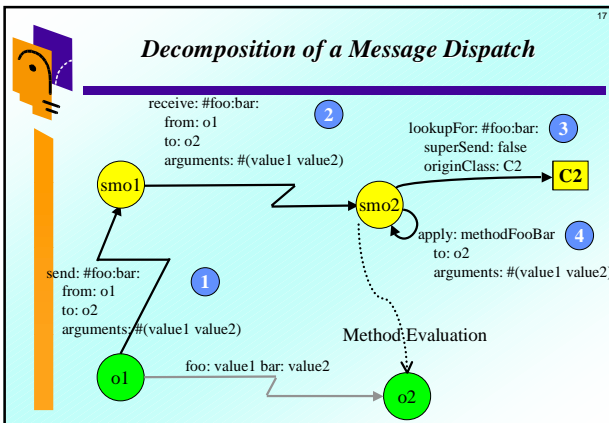 17
Decomposition of a Message Dispatch
receive: #foo:bar:
from: o1
to: o2
arguments: #(value1 value2)
2
lookupFor: #foo:bar:
superSend: false
originClass: C2
3
C2
smo1
smo2
apply: methodFooBar
to: o2
arguments: #(value1 value2)
4
send: #foo:bar:
from: o1
to: o2
arguments: #(value1 value2)
1
Method Evaluation
foo: value1 bar: value2
o1
o2